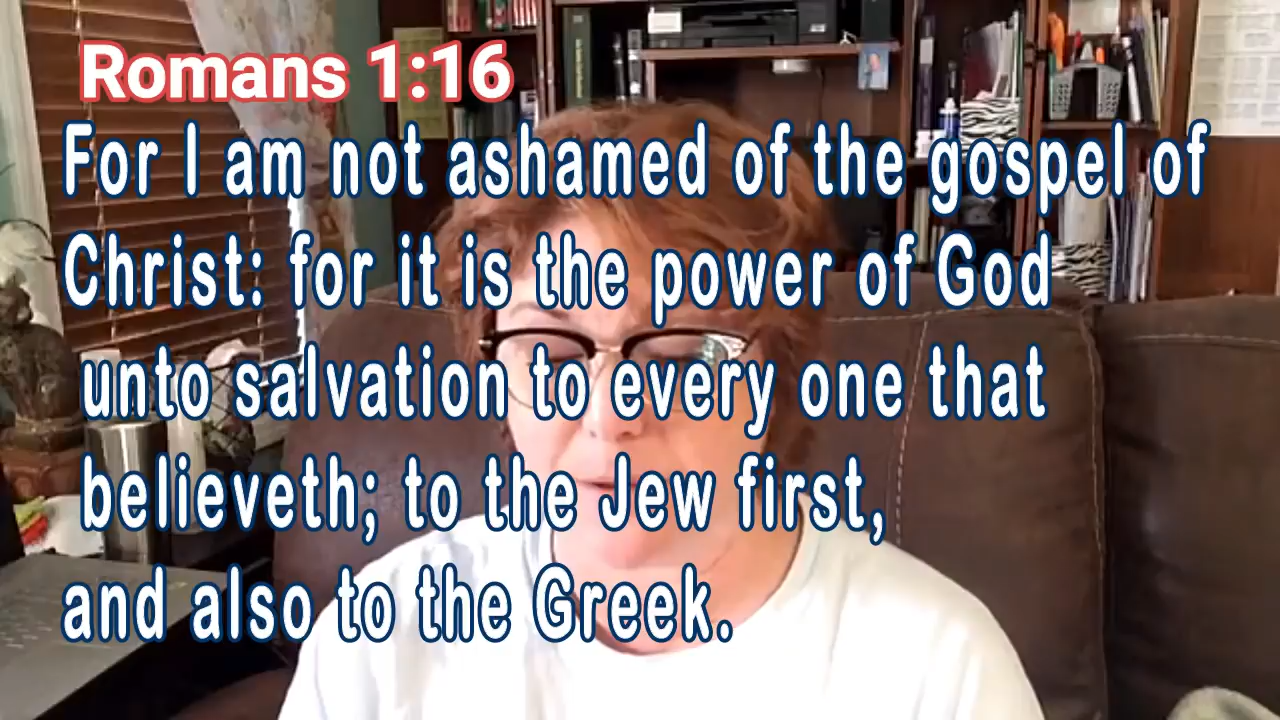 Romans 1:16
For I am not ashamed of the gospel of
Christ: for it is the power of God
unto salvation to every one that
believeth; to the Jew first,
and also to the Greek.